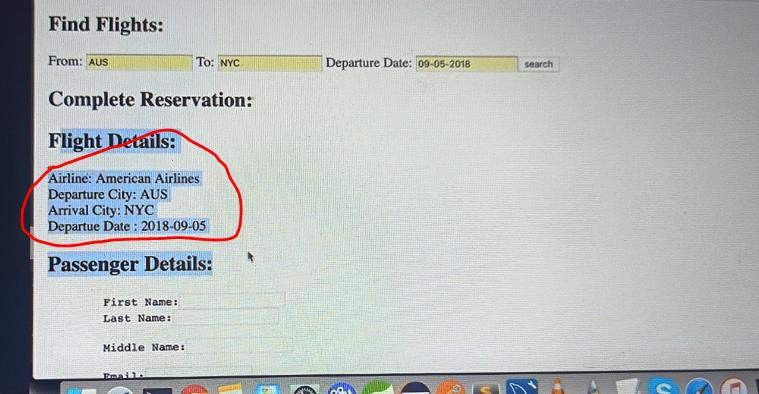 Find Flights:
From: AUS To: NYC Departure Date: 09-05-2018 search
Complete Reservation:
Flight Details:
Airline: American Airlines
Departure City: AUS
Arrival City: NYC
Departue Date : 2018-09-05
Passenger Details:
First Name:
Last Name:
Middle Name:
Email: